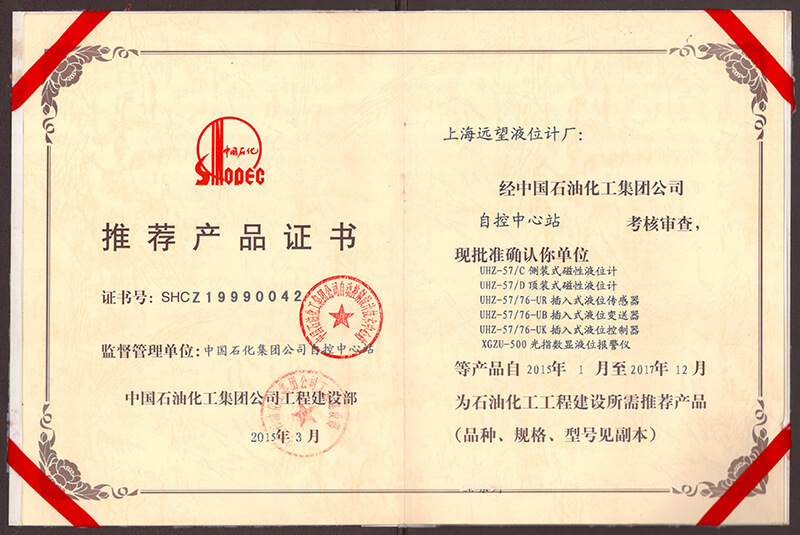 中国石化
SINOPEC
推荐产品证书
证书号：SHCZ19990042
监督管理单位：中国石化集团公司自控中心站
中国石油化工集团公司工程建设部
2015年3月
上海远望液位计厂：
经中国石油化工集团公司
自控中心站 考核审查，
现批准确认你单位
UHZ-57/C 侧装式磁性液位计
UHZ-57/D 顶装式磁性液位计
UHZ-57/76-UR 插入式液位传感器
UHZ-57/76-UB 插入式液位变送器
UHZ-57/76-UK 插入式液位控制器
XGZU-500 光指数显液位报警仪
等产品自 2015年 1 月至2017年 12 月
为石油化工工程建设所需推荐产品
（品种、规格、型号见副本）